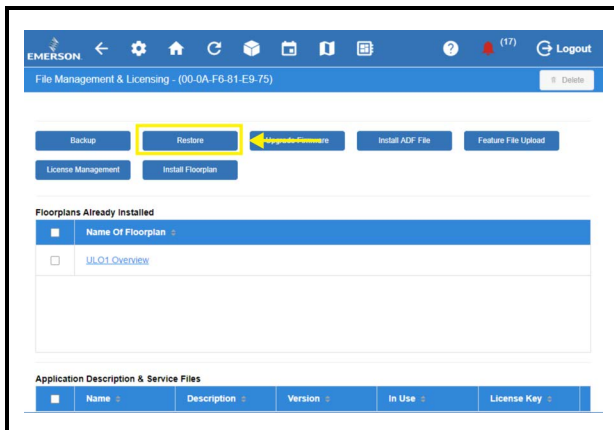 EMERSON
(17)
Logout
File Management & Licensing - (00-0A-F6-81-E9-75)
Delete
Backup
Restore
Upgrade Firmware
Install ADF File
Feature File Upload
License Management
Install Floorplan
Floorplans Already Installed
Name Of Floorplan
ULO1 Overview
Application Description & Service Files
Name
Description
Version
In Use
License Key